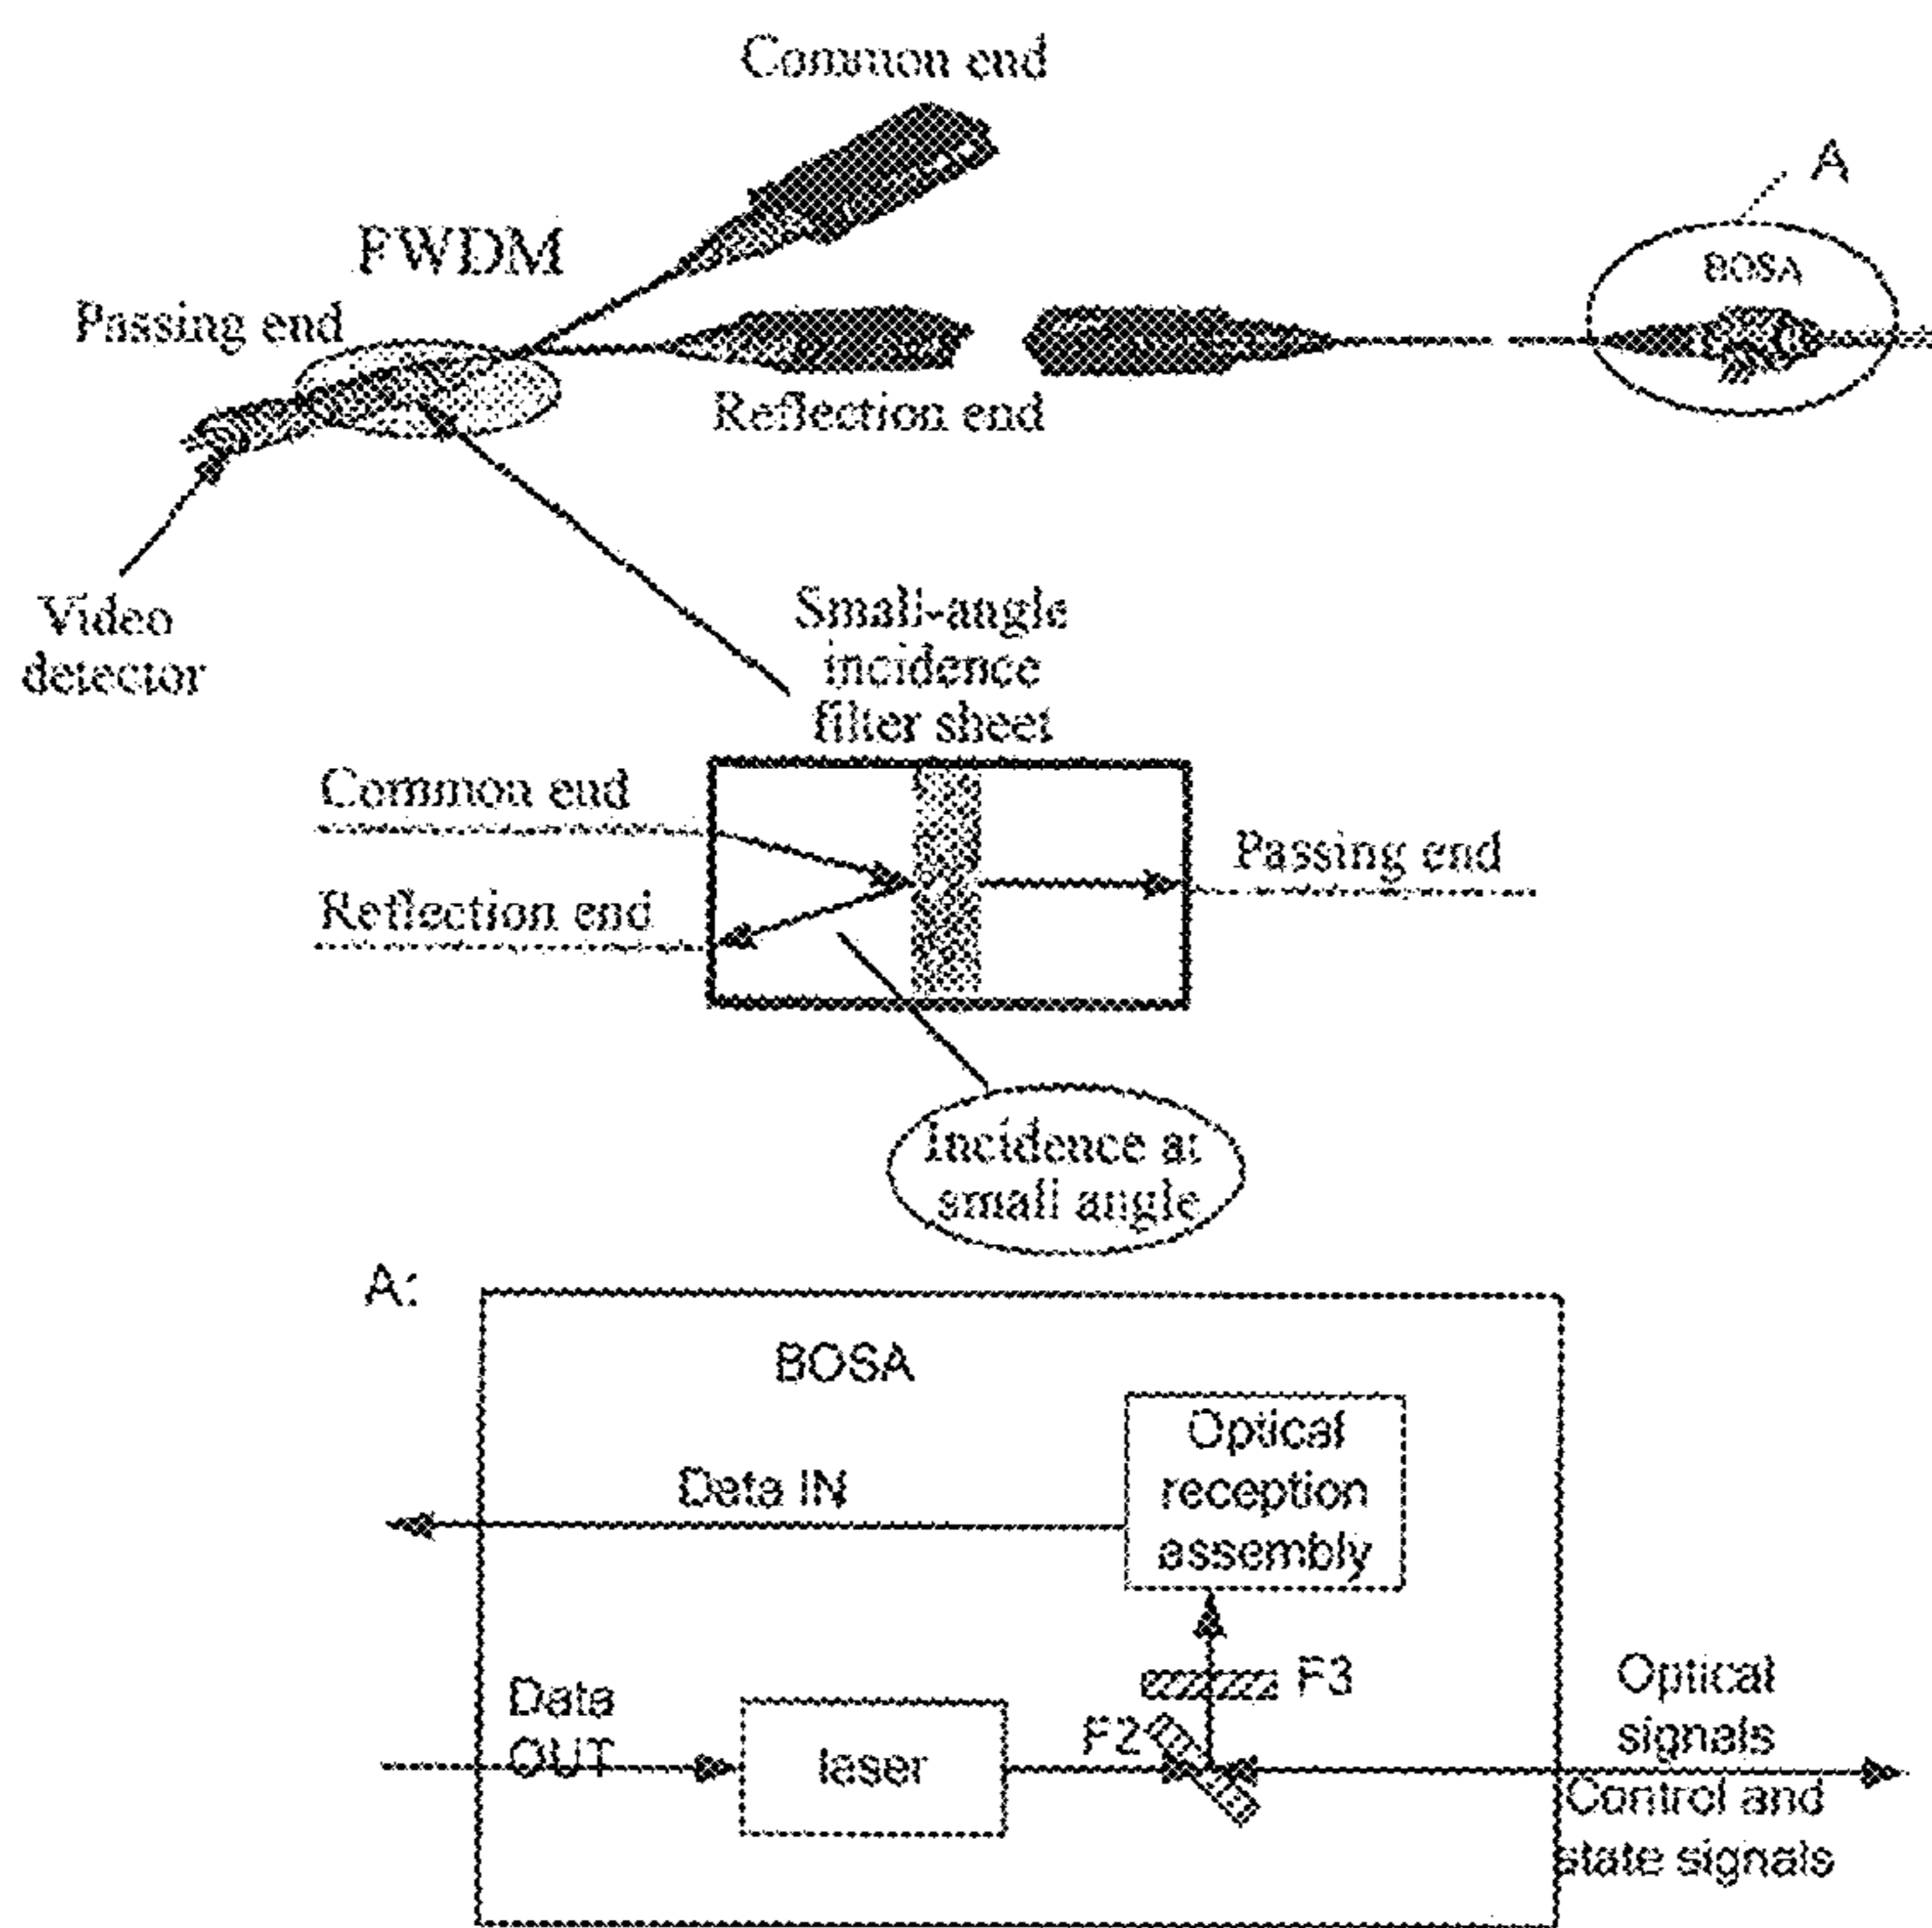 Common end
A
FWDM
BOSA
Passing end
Reflection end
Video
detector
Small-angle
incidence
filter sheet
Common end
Passing end
Reflection end
Incidence at
small angle
A:
BOSA
Optical
reception
assembly
Data IN
F3
Data
OUT
F2
laser
Optical
signals
Control and
state signals